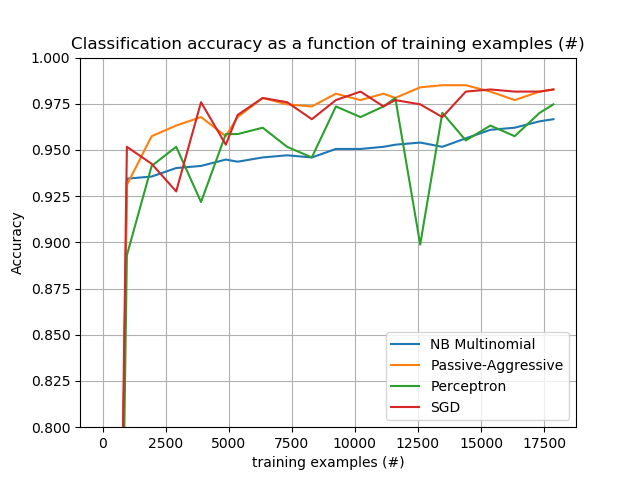 Classification accuracy as a function of training examples (#)
1.000
0.975
0.950
0.925
0.900
0.875
0.850
0.825
0.800
Accuracy
NB Multinomial
Passive-Aggressive
Perceptron
SGD
0 2500 5000 7500 10000 12500 15000 17500
training examples (#)